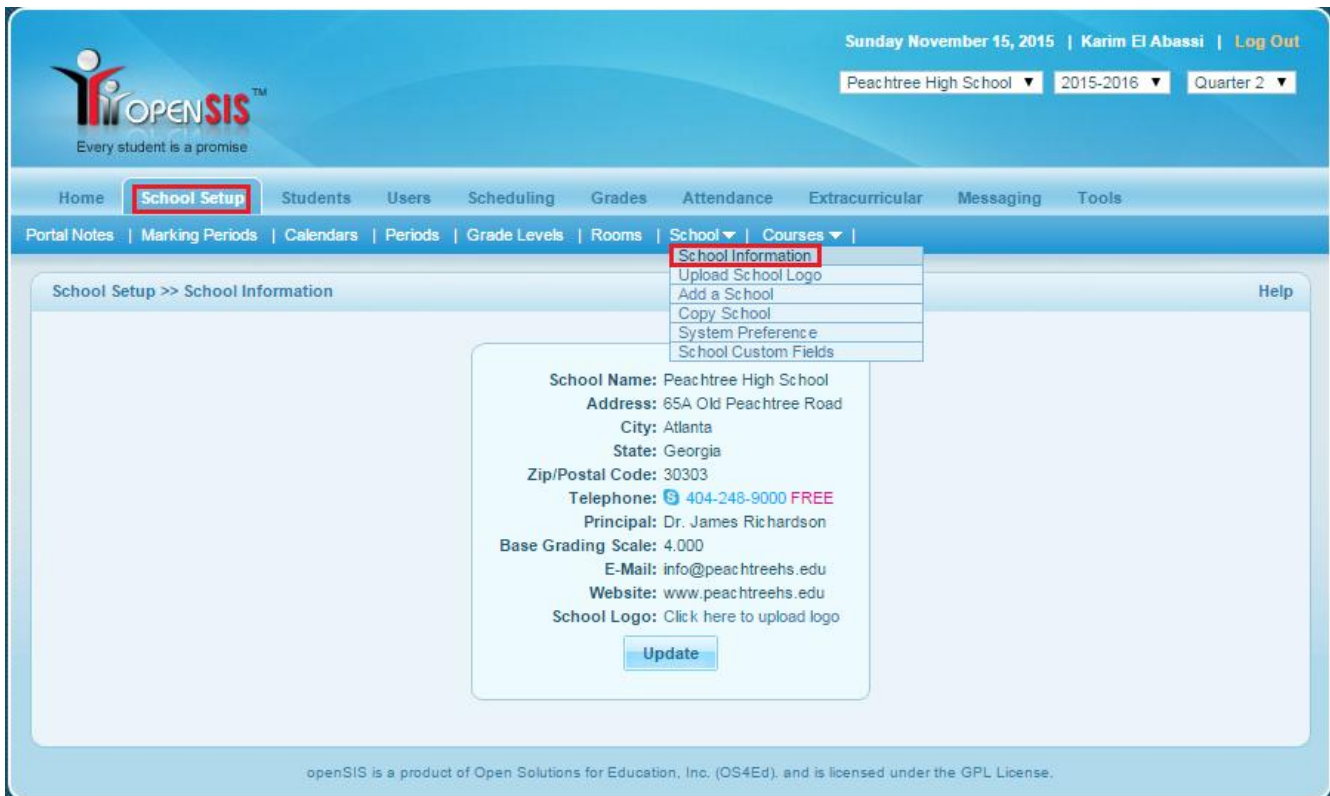 Sunday November 15, 2015 | Karim El Abassi | Log Out
Peachtree High School ▼ 2015-2016 ▼ Quarter 2 ▼
OPENSIS™
Every student is a promise
Home School Setup Students Users Scheduling Grades Attendance Extracurricular Messaging Tools
Portal Notes | Marking Periods | Calendars | Periods | Grade Levels | Rooms | School ▼ | Courses ▼ |
School Information
Upload School Logo
Add a School
Copy School
System Preference
School Custom Fields
School Setup >> School Information Help
School Name: Peachtree High School
Address: 65A Old Peachtree Road
City: Atlanta
State: Georgia
Zip/Postal Code: 30303
Telephone: 404-248-9000 FREE
Principal: Dr. James Richardson
Base Grading Scale: 4.000
E-Mail: info@peachtreehs.edu
Website: www.peachtreehs.edu
School Logo: Click here to upload logo
Update
openSIS is a product of Open Solutions for Education, Inc. (OS4Ed). and is licensed under the GPL License.